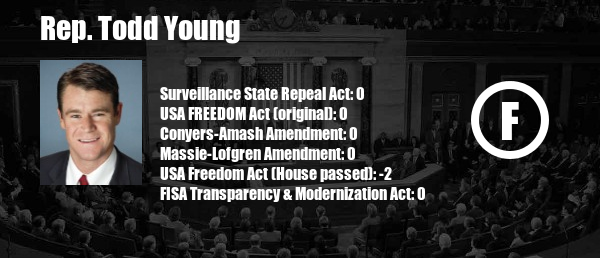 Rep. Todd Young
Surveillance State Repeal Act: 0
USA FREEDOM Act (original): 0
Conyers-Amash Amendment: 0
Massie-Lofgren Amendment: 0
USA Freedom Act (House passed): -2
FISA Transparency & Modernization Act: 0
F